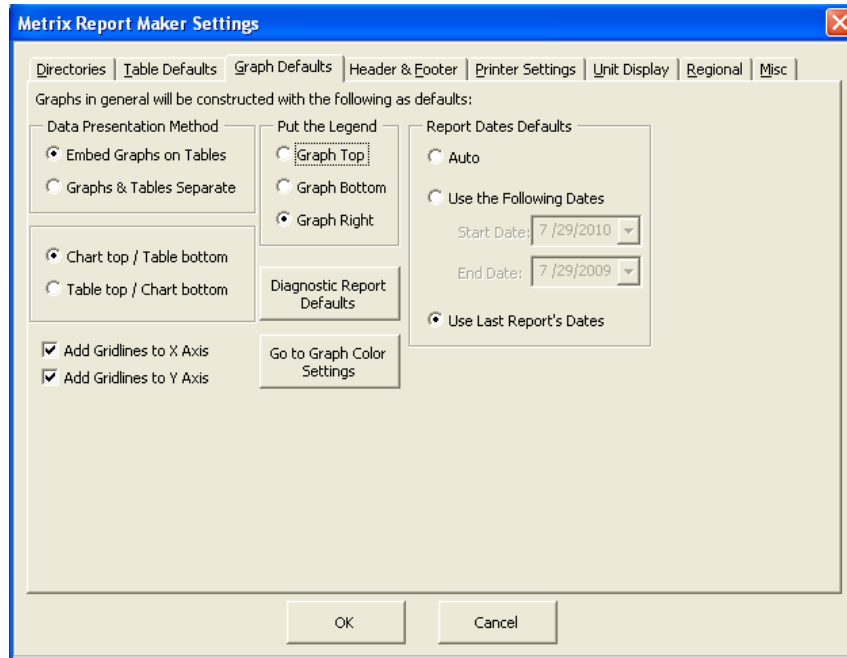 Metrix Report Maker Settings
Directories
Table Defaults
Graph Defaults
Header & Footer
Printer Settings
Unit Display
Regional
Misc
Graphs in general will be constructed with the following as defaults:
Data Presentation Method
Embed Graphs on Tables
Graphs & Tables Separate
Chart top / Table bottom
Table top / Chart bottom
Add Gridlines to X Axis
Add Gridlines to Y Axis
Put the Legend
Graph Top
Graph Bottom
Graph Right
Diagnostic Report
Defaults
Go to Graph Color
Settings
Report Dates Defaults
Auto
Use the Following Dates
Start Date: 7 /29/2010
End Date: 7 /29/2009
Use Last Report's Dates
OK
Cancel